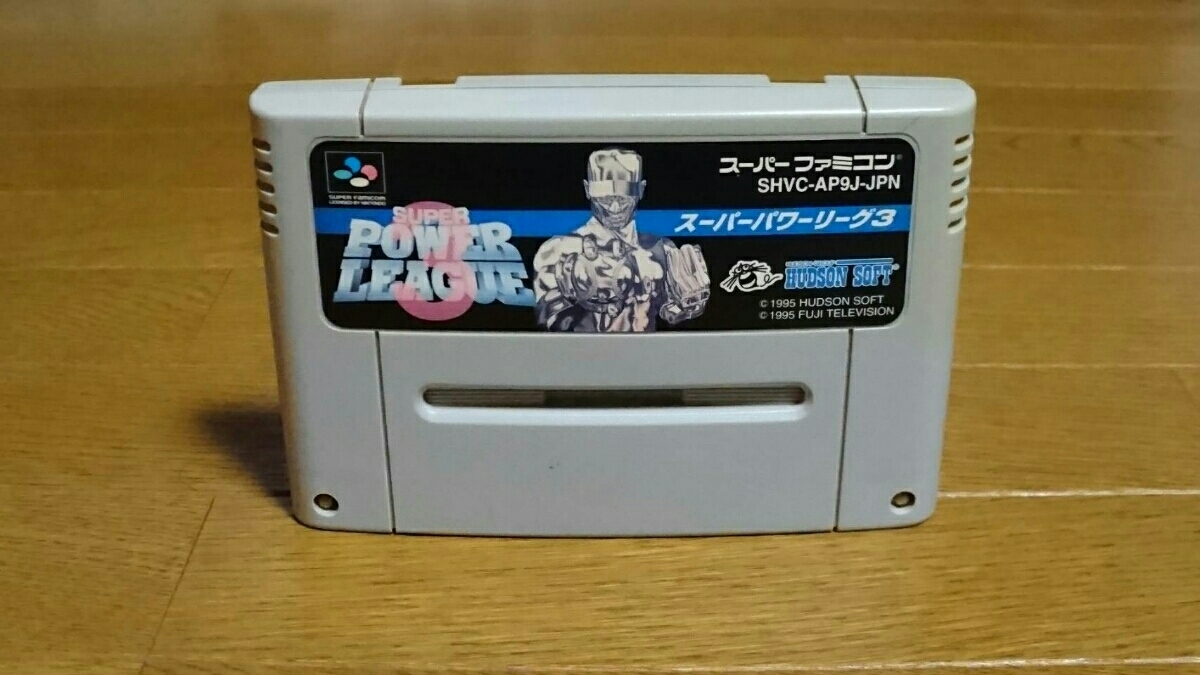 SUPER FAMICOM
LICENSED BY NINTENDO
SUPER
POWER
LEAGUE
3
スーパーファミコン®
SHVC-AP9J-JPN
スーパーパワーリーグ3
HUDSON SOFT®
© 1995 HUDSON SOFT
© 1995 FUJI TELEVISION